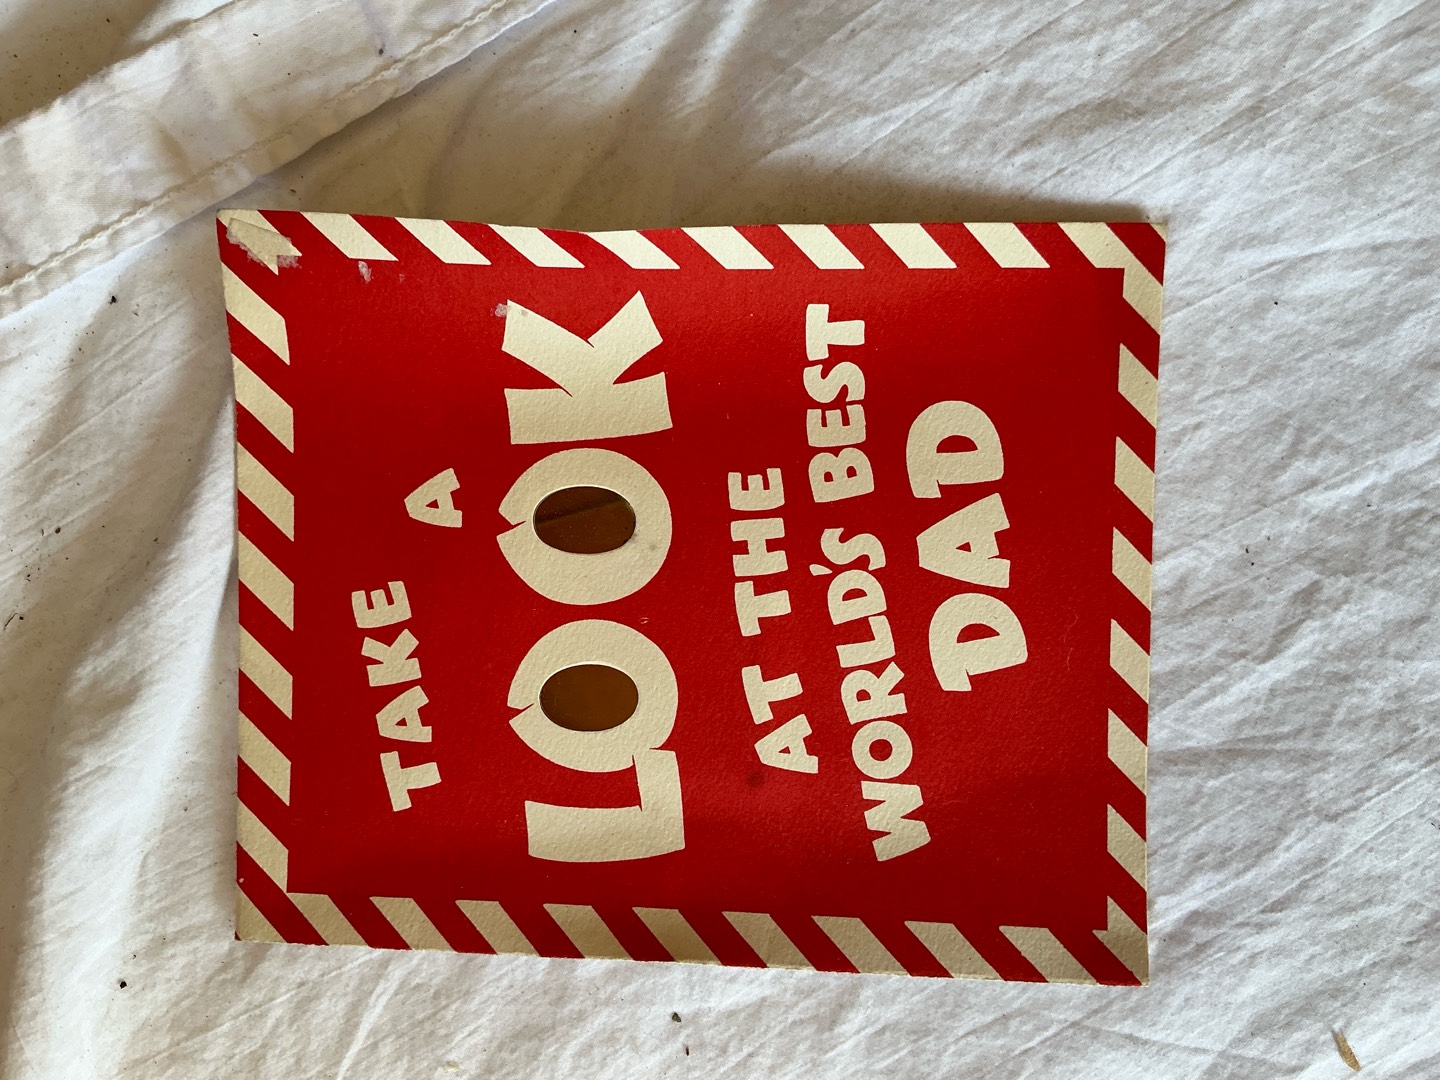 TAKE A
LOOK
AT THE
WORLD'S BEST
DAD